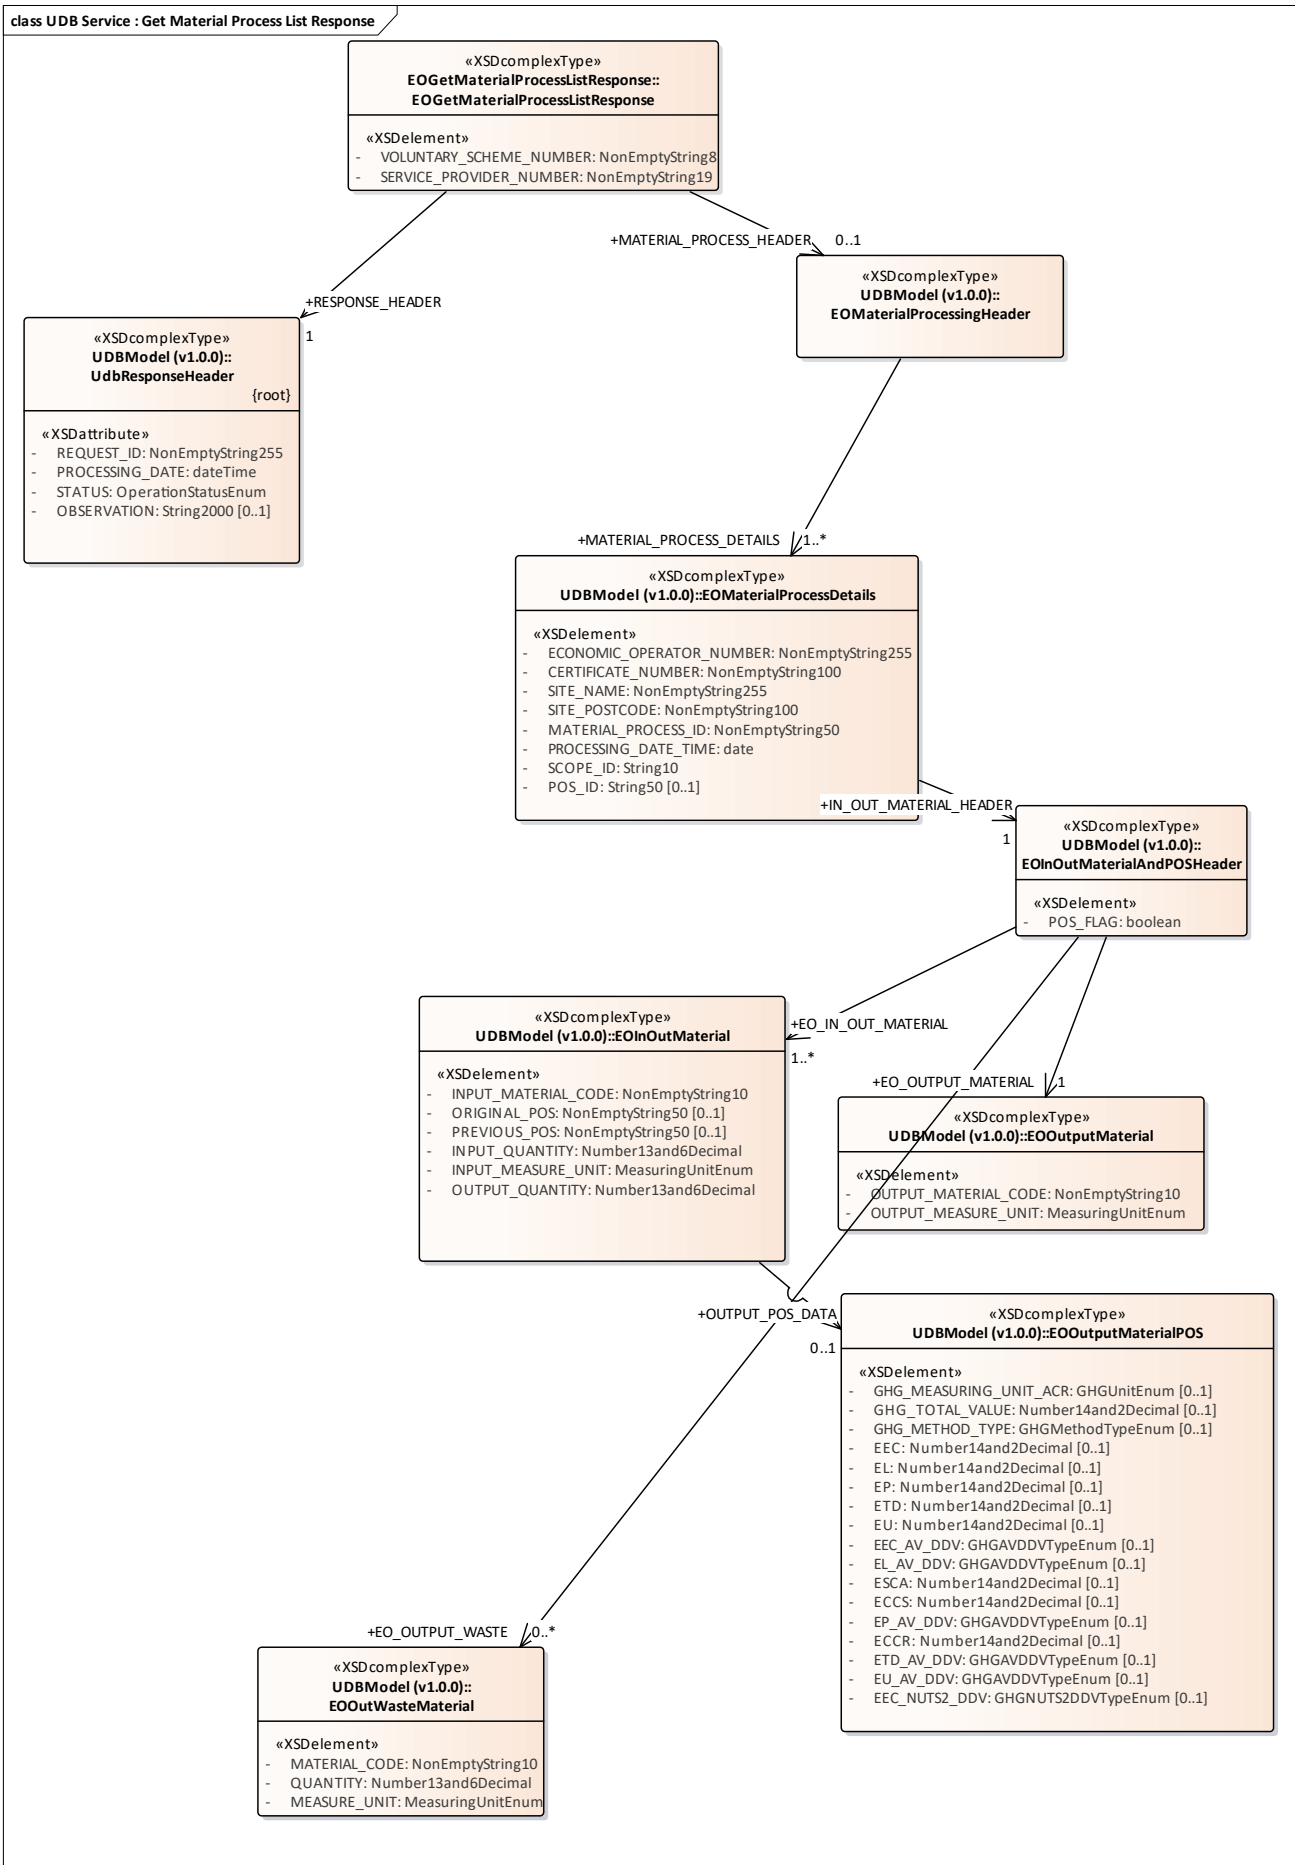 class UDB Service : Get Material Process List Response
«XSDcomplexType»
EOGetMaterialProcessListResponse::
EOGetMaterialProcessListResponse
«XSDelement»
- VOLUNTARY_SCHEME_NUMBER: NonEmptyString8
- SERVICE_PROVIDER_NUMBER: NonEmptyString19
+MATERIAL_PROCESS_HEADER 0..1
«XSDcomplexType»
UDBModel (v1.0.0)::
EOMaterialProcessingHeader
+RESPONSE_HEADER
1
«XSDcomplexType»
UDBModel (v1.0.0)::
UdbResponseHeader
{root}
«XSDattribute»
- REQUEST_ID: NonEmptyString255
- PROCESSING_DATE: dateTime
- STATUS: OperationStatusEnum
- OBSERVATION: String2000 [0..1]
+MATERIAL_PROCESS_DETAILS 1..*
«XSDcomplexType»
UDBModel (v1.0.0)::EOMaterialProcessDetails
«XSDelement»
- ECONOMIC_OPERATOR_NUMBER: NonEmptyString255
- CERTIFICATE_NUMBER: NonEmptyString100
- SITE_NAME: NonEmptyString255
- SITE_POSTCODE: NonEmptyString100
- MATERIAL_PROCESS_ID: NonEmptyString50
- PROCESSING_DATE_TIME: date
- SCOPE_ID: String10
- POS_ID: String50 [0..1]
+IN_OUT_MATERIAL_HEADER
1
«XSDcomplexType»
UDBModel (v1.0.0)::
EOInOutMaterialAndPOSHeader
«XSDelement»
- POS_FLAG: boolean
«XSDcomplexType»
UDBModel (v1.0.0)::EOInOutMaterial
«XSDelement»
- INPUT_MATERIAL_CODE: NonEmptyString10
- ORIGINAL_POS: NonEmptyString50 [0..1]
- PREVIOUS_POS: NonEmptyString50 [0..1]
- INPUT_QUANTITY: Number13and6Decimal
- INPUT_MEASURE_UNIT: MeasuringUnitEnum
- OUTPUT_QUANTITY: Number13and6Decimal
+EO_IN_OUT_MATERIAL
1..*
+EO_OUTPUT_MATERIAL 1
«XSDcomplexType»
UDBModel (v1.0.0)::EOOutputMaterial
«XSDelement»
- OUTPUT_MATERIAL_CODE: NonEmptyString10
- OUTPUT_MEASURE_UNIT: MeasuringUnitEnum
+OUTPUT_POS_DATA
0..1
«XSDcomplexType»
UDBModel (v1.0.0)::EOOutputMaterialPOS
«XSDelement»
- GHG_MEASURING_UNIT_ACR: GHGUnitEnum [0..1]
- GHG_TOTAL_VALUE: Number14and2Decimal [0..1]
- GHG_METHOD_TYPE: GHGMethodTypeEnum [0..1]
- EEC: Number14and2Decimal [0..1]
- EL: Number14and2Decimal [0..1]
- EP: Number14and2Decimal [0..1]
- ETD: Number14and2Decimal [0..1]
- EU: Number14and2Decimal [0..1]
- EEC_AV_DDV: GHGAVDDVTypeEnum [0..1]
- EL_AV_DDV: GHGAVDDVTypeEnum [0..1]
- ESCA: Number14and2Decimal [0..1]
- ECCS: Number14and2Decimal [0..1]
- EP_AV_DDV: GHGAVDDVTypeEnum [0..1]
- ECCR: Number14and2Decimal [0..1]
- ETD_AV_DDV: GHGAVDDVTypeEnum [0..1]
- EU_AV_DDV: GHGAVDDVTypeEnum [0..1]
- EEC_NUTS2_DDV: GHGNUTS2DDVTypeEnum [0..1]
+EO_OUTPUT_WASTE 0..*
«XSDcomplexType»
UDBModel (v1.0.0)::
EOOutWasteMaterial
«XSDelement»
- MATERIAL_CODE: NonEmptyString10
- QUANTITY: Number13and6Decimal
- MEASURE_UNIT: MeasuringUnitEnum